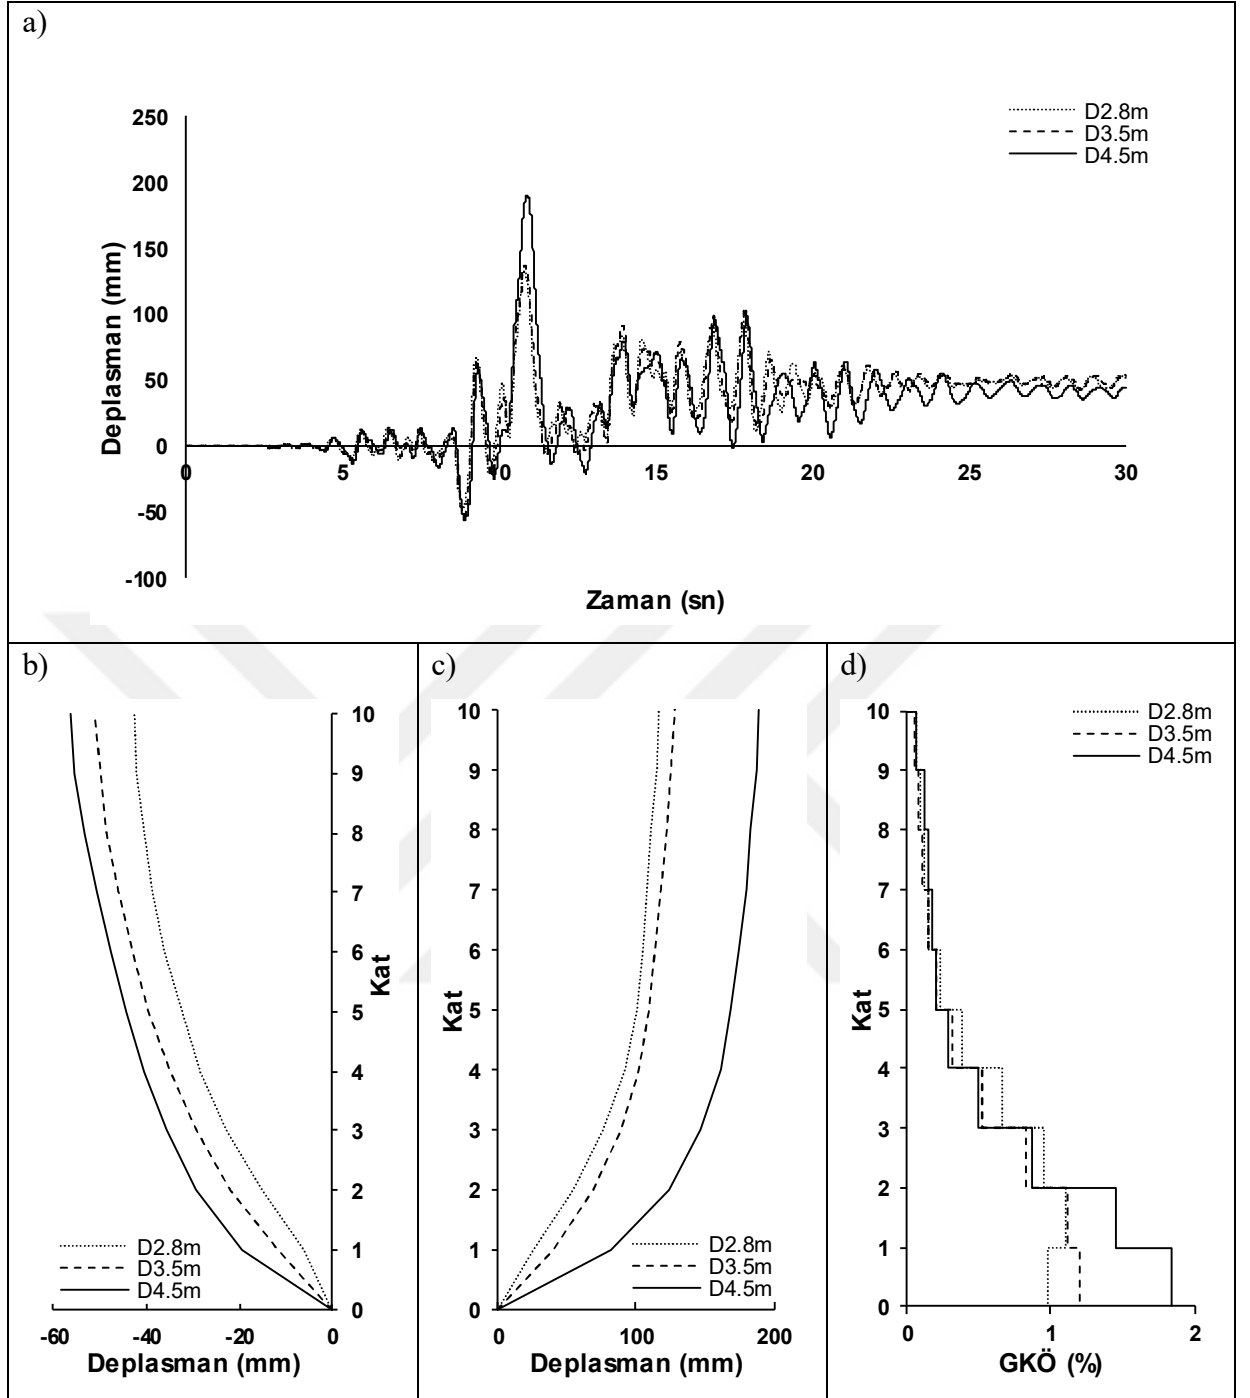 a)
D2.8m
D3.5m
D4.5m
250
200
150
100
50
0
-50
-100
Deplasman (mm)
0 5 10 15 20 25 30
Zaman (sn)
b)
10
9
8
7
6
5
4
3
2
1
0
Kat
D2.8m
D3.5m
D4.5m
-60 -40 -20 0
Deplasman (mm)
c)
10
9
8
7
6
5
4
3
2
1
0
Kat
D2.8m
D3.5m
D4.5m
0 100 200
Deplasman (mm)
d)
D2.8m
D3.5m
D4.5m
10
9
8
7
6
5
4
3
2
1
0
Kat
0 1 2
GKÖ (%)